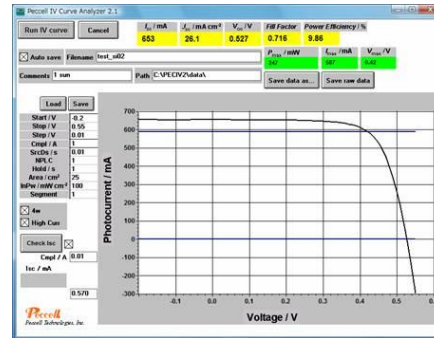 Peccell IV Curve Analyzer 2.1
Run IV curve Cancel
Isc / mA Jsc / mA cm-2 Voc / V Fill Factor Power Efficiency / %
653 26.1 0.527 0.716 9.86
Auto save Filename test_si02
Pmax / mW Imax / mA Vmax / V
247 587 0.42
Comments 1 sun Path C:\PECIV2\data\
Save data as... Save raw data
Load Save
Start / V -0.2
Stop / V 0.55
Step / V 0.01
Cmpl / A 1
SrcDs / s 0.01
NPLC 1
Hold / s 1
Area / cm² 25
InPw / mW cm-2 100
Segment 1
4w
High Curr
Check Isc
Cmpl / A 0.01
Isc / mA
0.570
Peccell
Peccell Technologies, Inc.
Photocurrent / mA
700
600
500
400
300
200
100
0
-100
-200
-300
-0.1 0.0 0.1 0.2 0.3 0.4 0.5
Voltage / V